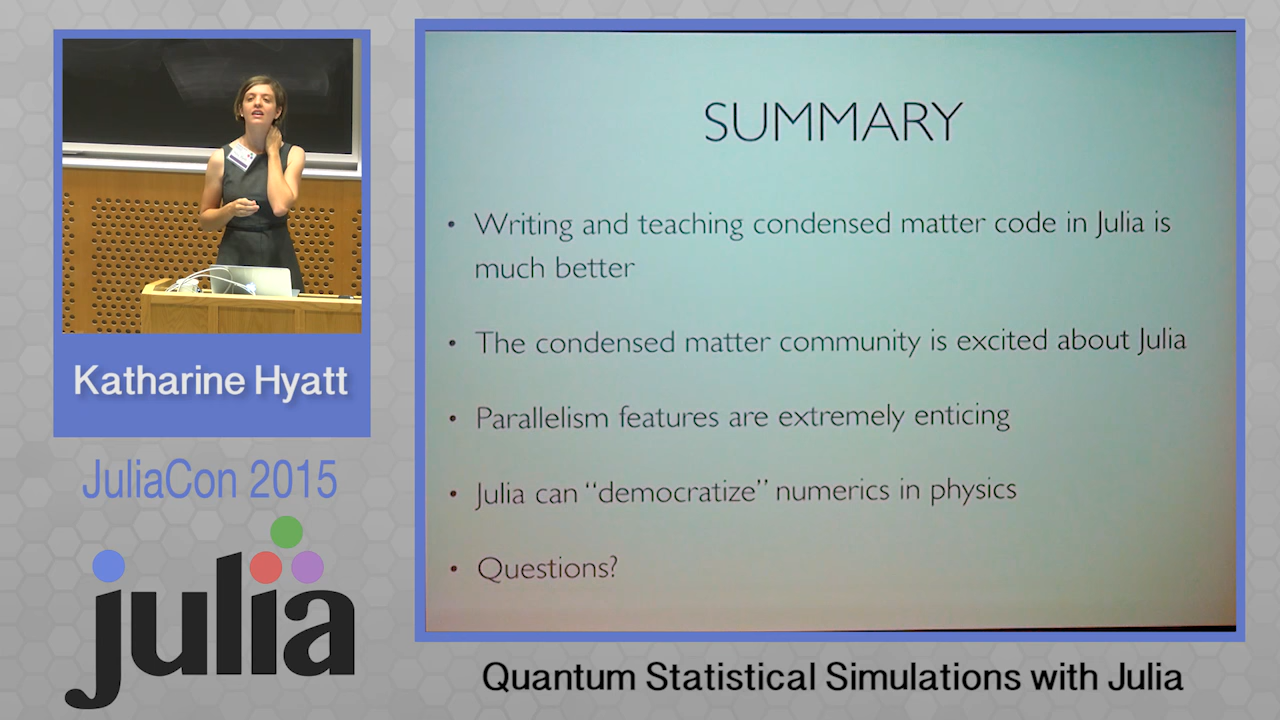 Katharine Hyatt
JuliaCon 2015
julia
SUMMARY
• Writing and teaching condensed matter code in Julia is
much better
• The condensed matter community is excited about Julia
• Parallelism features are extremely enticing
• Julia can “democratize” numerics in physics
• Questions?
Quantum Statistical Simulations with Julia